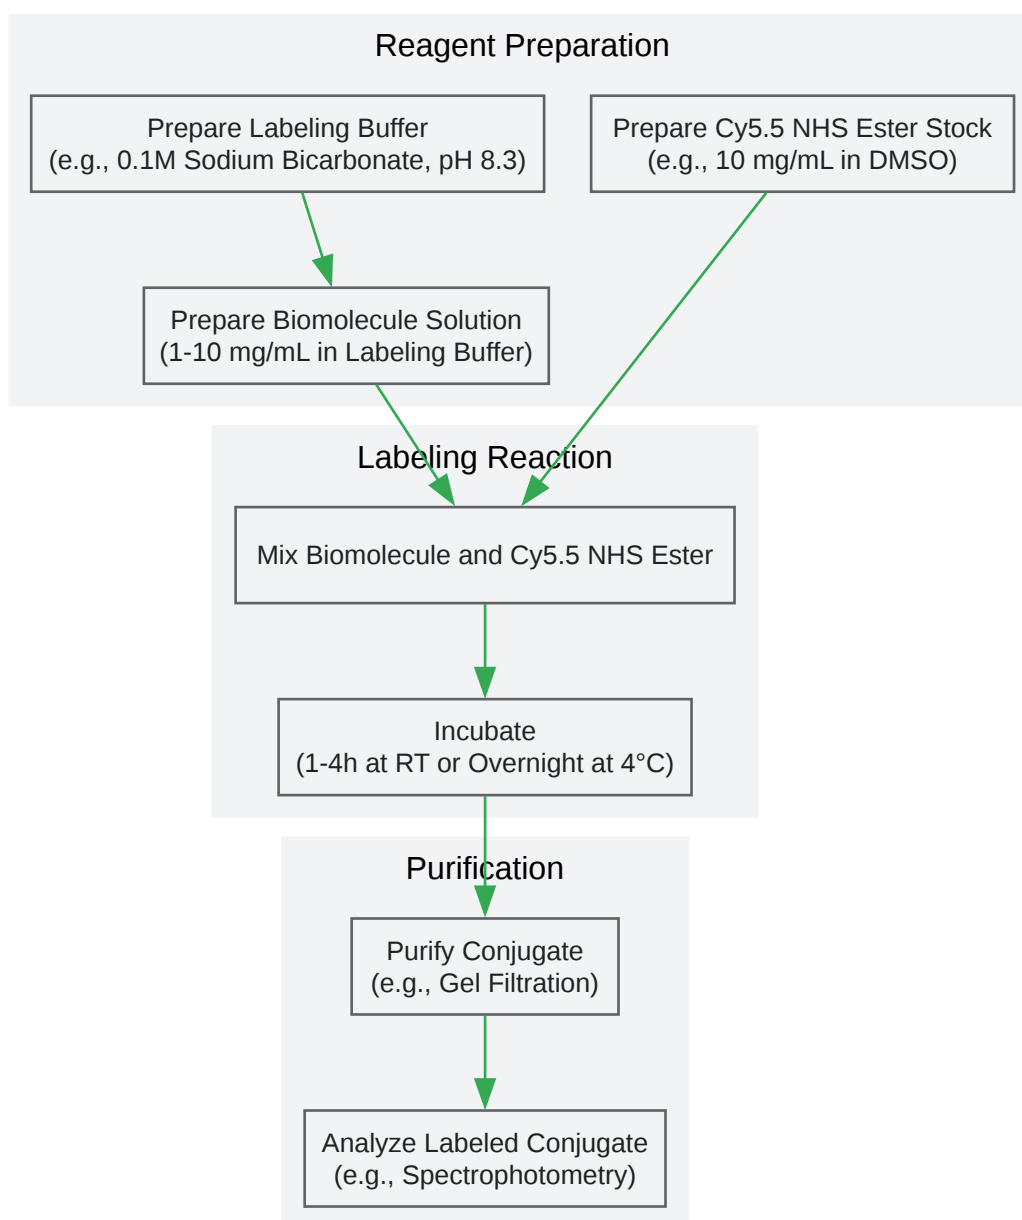 Reagent Preparation
Prepare Labeling Buffer
(e.g., 0.1M Sodium Bicarbonate, pH 8.3)
Prepare Cy5.5 NHS Ester Stock
(e.g., 10 mg/mL in DMSO)
Prepare Biomolecule Solution
(1-10 mg/mL in Labeling Buffer)
Labeling Reaction
Mix Biomolecule and Cy5.5 NHS Ester
Incubate
(1-4h at RT or Overnight at 4°C)
Purification
Purify Conjugate
(e.g., Gel Filtration)
Analyze Labeled Conjugate
(e.g., Spectrophotometry)